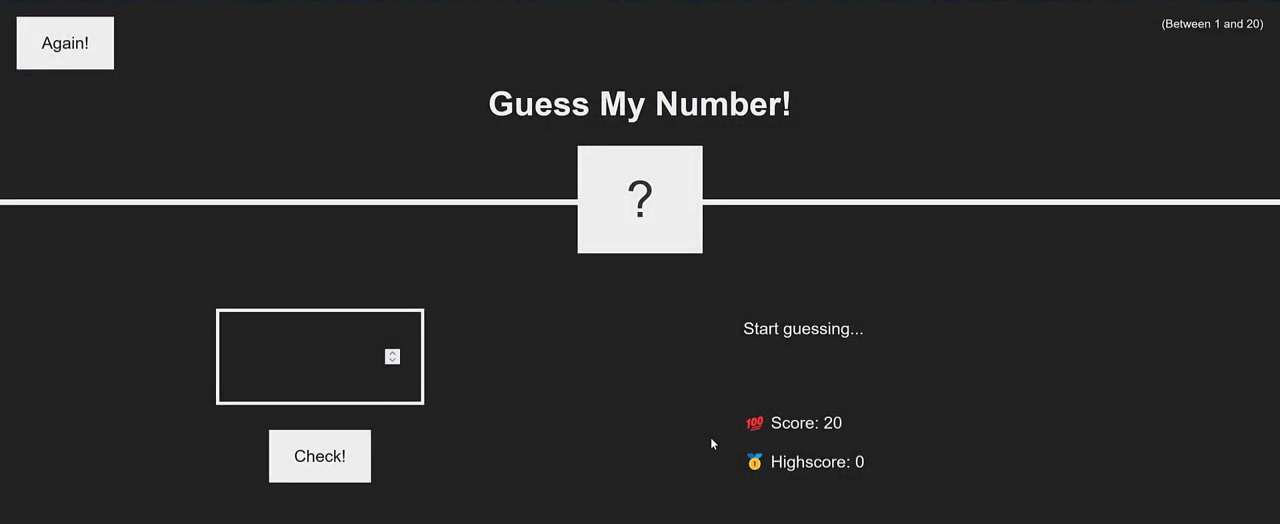 Again!
(Between 1 and 20)
Guess My Number!
?
Start guessing...
💯 Score: 20
🥇 Highscore: 0
Check!